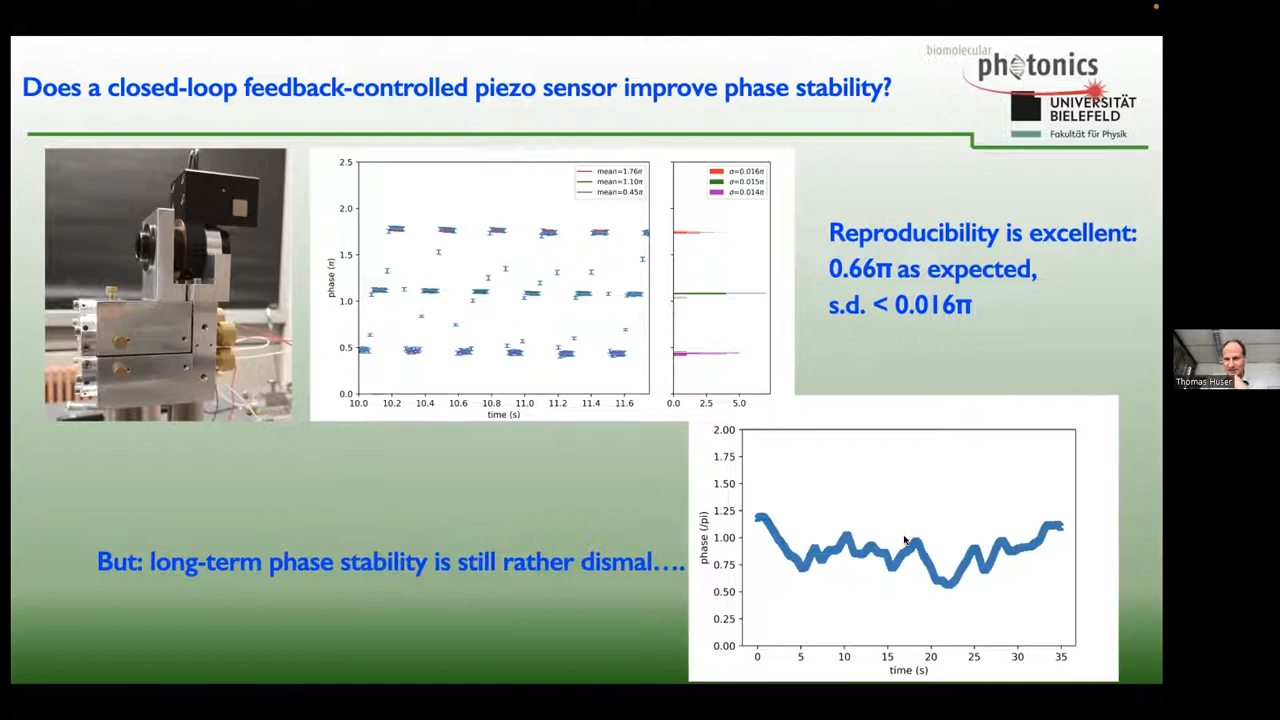 Does a closed-loop feedback-controlled piezo sensor improve phase stability?
biomolecular
photonics
UNIVERSITÄT
BIELEFELD
Fakultät für Physik
2.5
2.0
1.5
1.0
0.5
0.0
phase (π)
10.0 10.2 10.4 10.6 10.8 11.0 11.2 11.4 11.6
time (s)
mean=1.76π
mean=1.10π
mean=0.45π
σ=0.016π
σ=0.015π
σ=0.014π
0.0 2.5 5.0
Reproducibility is excellent:
0.66π as expected,
s.d. < 0.016π
Thomas Huser
But: long-term phase stability is still rather dismal….
2.00
1.75
1.50
1.25
1.00
0.75
0.50
0.25
0.00
phase (/pi)
0 5 10 15 20 25 30 35
time (s)